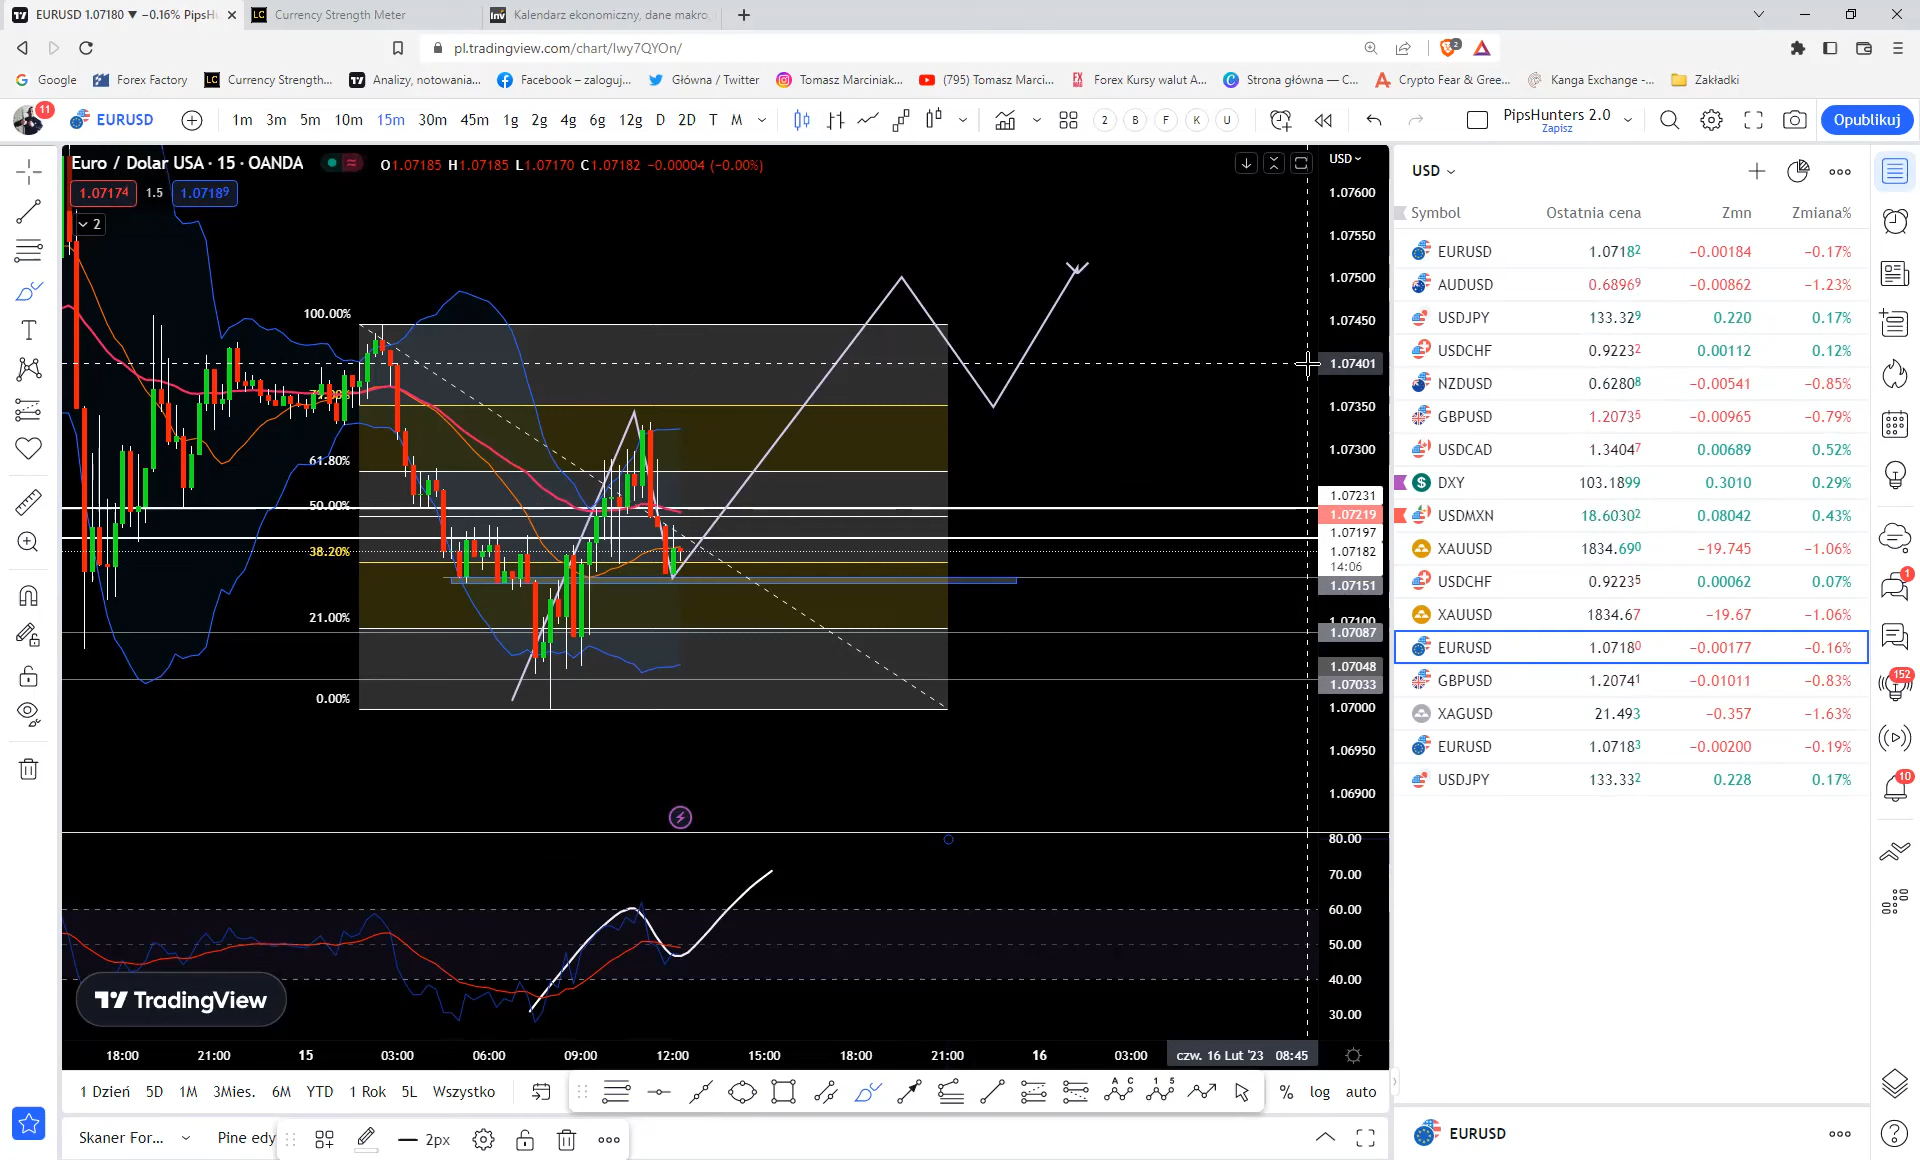 EURUSD 1.07180 ▼ −0.16% PipsHu
Currency Strength Meter
Kalendarz ekonomiczny, dane makro,
pl.tradingview.com/chart/lwy7QYOn/
2
Google
Forex Factory
Currency Strength...
Analizy, notowania...
Facebook – zaloguj...
Główna / Twitter
Tomasz Marciniak...
(795) Tomasz Marci...
Forex Kursy walut A...
Strona główna — C...
Crypto Fear & Gree...
Kanga Exchange -...
Zakładki
11
EURUSD
1m 3m 5m 10m 15m 30m 45m 1g 2g 4g 6g 12g D 2D T M
2 B F K U
PipsHunters 2.0
Zapisz
Opublikuj
Euro / Dolar USA · 15 · OANDA
O1.07185 H1.07185 L1.07170 C1.07182 −0.00004 (−0.00%)
1.07174 1.5 1.07189
2
100.00%
61.80%
50.00%
38.20%
21.00%
0.00%
USD
1.07600
1.07550
1.07500
1.07450
1.07401
1.07350
1.07300
1.07231
1.07219
1.07197
1.07182
14:06
1.07151
1.07100
1.07087
1.07048
1.07033
1.07000
1.06950
1.06900
80.00
70.00
60.00
50.00
40.00
30.00
TradingView
18:00 21:00 15 03:00 06:00 09:00 12:00 15:00 18:00 21:00 16 03:00 czw. 16 Lut '23 08:45
1 Dzień 5D 1M 3Mies. 6M YTD 1 Rok 5L Wszystko
A C
1 5
% log auto
Skaner For... Pine edy
2px
USD
Symbol Ostatnia cena Zmn Zmiana%
EURUSD 1.07182 −0.00184 −0.17%
AUDUSD 0.68969 −0.00862 −1.23%
USDJPY 133.329 0.220 0.17%
USDCHF 0.92232 0.00112 0.12%
NZDUSD 0.62808 −0.00541 −0.85%
GBPUSD 1.20735 −0.00965 −0.79%
USDCAD 1.34047 0.00689 0.52%
DXY 103.1899 0.3010 0.29%
USDMXN 18.60302 0.08042 0.43%
XAUUSD 1834.690 −19.745 −1.06%
USDCHF 0.92235 0.00062 0.07%
XAUUSD 1834.67 −19.67 −1.06%
EURUSD 1.07180 −0.00177 −0.16%
GBPUSD 1.20741 −0.01011 −0.83%
XAGUSD 21.493 −0.357 −1.63%
EURUSD 1.07183 −0.00200 −0.19%
USDJPY 133.332 0.228 0.17%
EURUSD
1
152
10